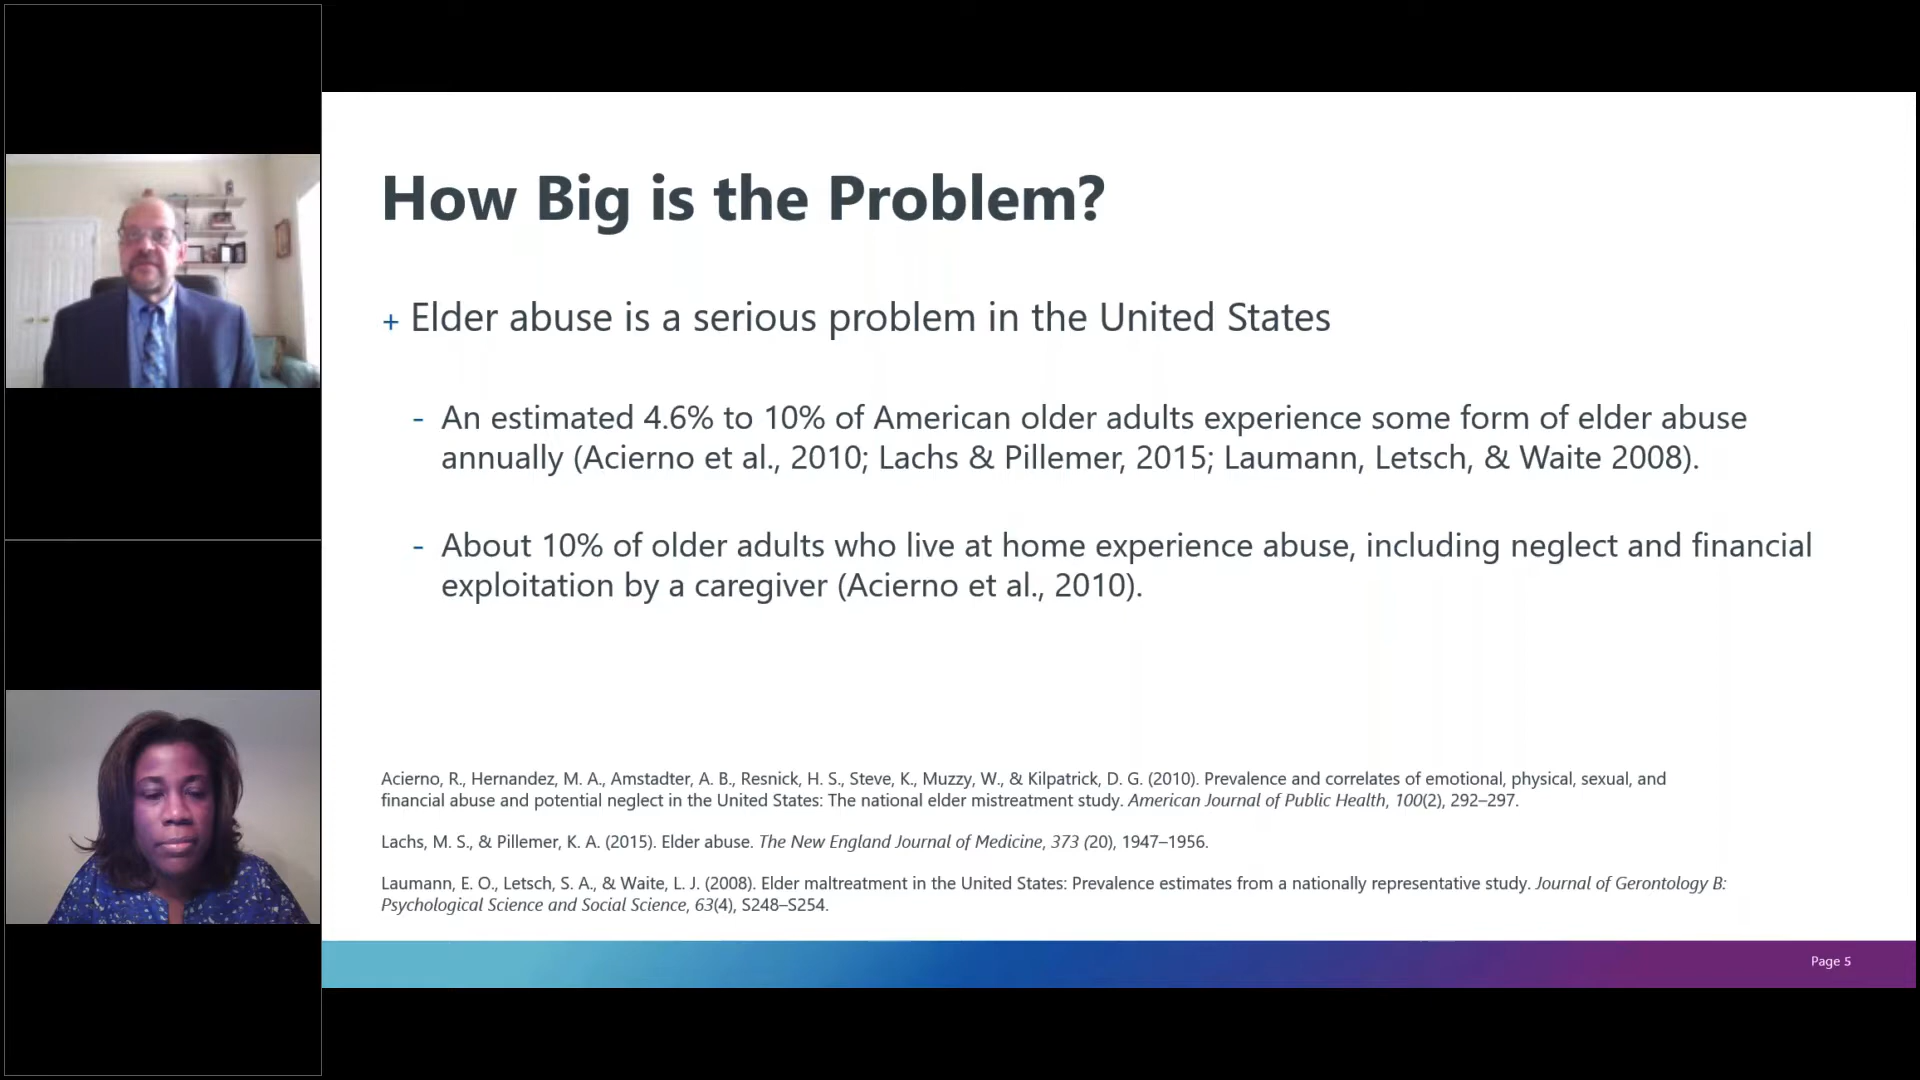 How Big is the Problem?
+ Elder abuse is a serious problem in the United States
- An estimated 4.6% to 10% of American older adults experience some form of elder abuse
annually (Acierno et al., 2010; Lachs & Pillemer, 2015; Laumann, Letsch, & Waite 2008).
- About 10% of older adults who live at home experience abuse, including neglect and financial
exploitation by a caregiver (Acierno et al., 2010).
Acierno, R., Hernandez, M. A., Amstadter, A. B., Resnick, H. S., Steve, K., Muzzy, W., & Kilpatrick, D. G. (2010). Prevalence and correlates of emotional, physical, sexual, and
financial abuse and potential neglect in the United States: The national elder mistreatment study. American Journal of Public Health, 100(2), 292–297.
Lachs, M. S., & Pillemer, K. A. (2015). Elder abuse. The New England Journal of Medicine, 373 (20), 1947–1956.
Laumann, E. O., Letsch, S. A., & Waite, L. J. (2008). Elder maltreatment in the United States: Prevalence estimates from a nationally representative study. Journal of Gerontology B:
Psychological Science and Social Science, 63(4), S248–S254.
Page 5